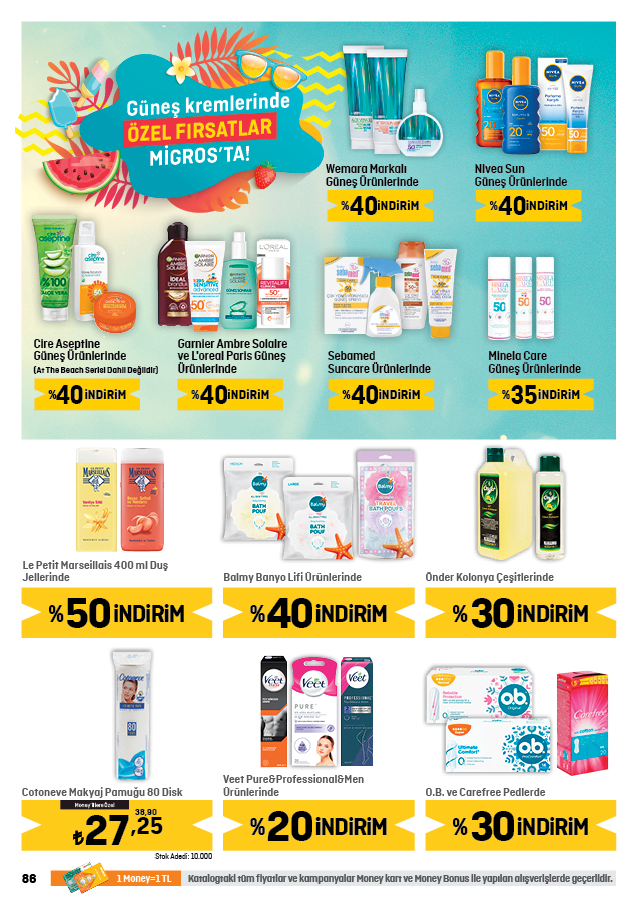 Güneş kremlerinde
ÖZEL FIRSATLAR
MİGROS'TA!
Wemara Markalı
Güneş Ürünlerinde
%40 İNDİRİM
Nivea Sun
Güneş Ürünlerinde
%40 İNDİRİM
Cire Aseptine
Güneş Ürünlerinde
(At The Beach Serisi Dahil Değildir)
%40 İNDİRİM
Garnier Ambre Solaire
ve L'oreal Paris Güneş
Ürünlerinde
%40 İNDİRİM
Sebamed
Suncare Ürünlerinde
%40 İNDİRİM
Minela Care
Güneş Ürünlerinde
%35 İNDİRİM
Le Petit Marseillais 400 ml Duş
Jellerinde
%50 İNDİRİM
Balmy Banyo Lifi Ürünlerinde
%40 İNDİRİM
Önder Kolonya Çeşitlerinde
%30 İNDİRİM
Cotoneve Makyaj Pamuğu 80 Disk
Money'lilere Özel
38,90
₺27,25
Stok Adedi: 10.000
Veet Pure&Professional&Men
Ürünlerinde
%20 İNDİRİM
O.B. ve Carefree Pedlerde
%30 İNDİRİM
86
1 Money=1 TL
Katalogtaki tüm fiyatlar ve kampanyalar Money kart ve Money Bonus ile yapılan alışverişlerde geçerlidir.